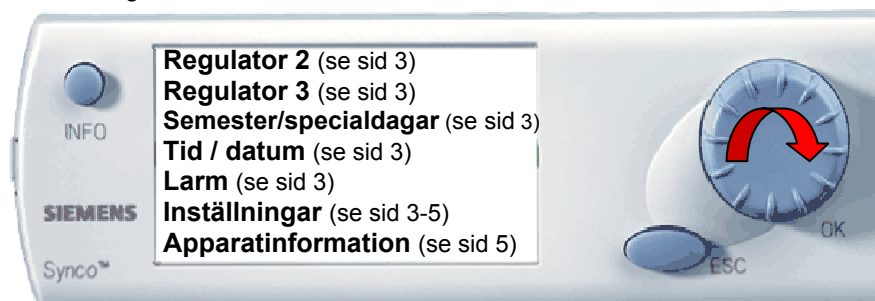 INFO
SIEMENS
Synco™
Regulator 2 (se sid 3)
Regulator 3 (se sid 3)
Semester/specialdagar (se sid 3)
Tid / datum (se sid 3)
Larm (se sid 3)
Inställningar (se sid 3-5)
Apparatinformation (se sid 5)
ESC
OK